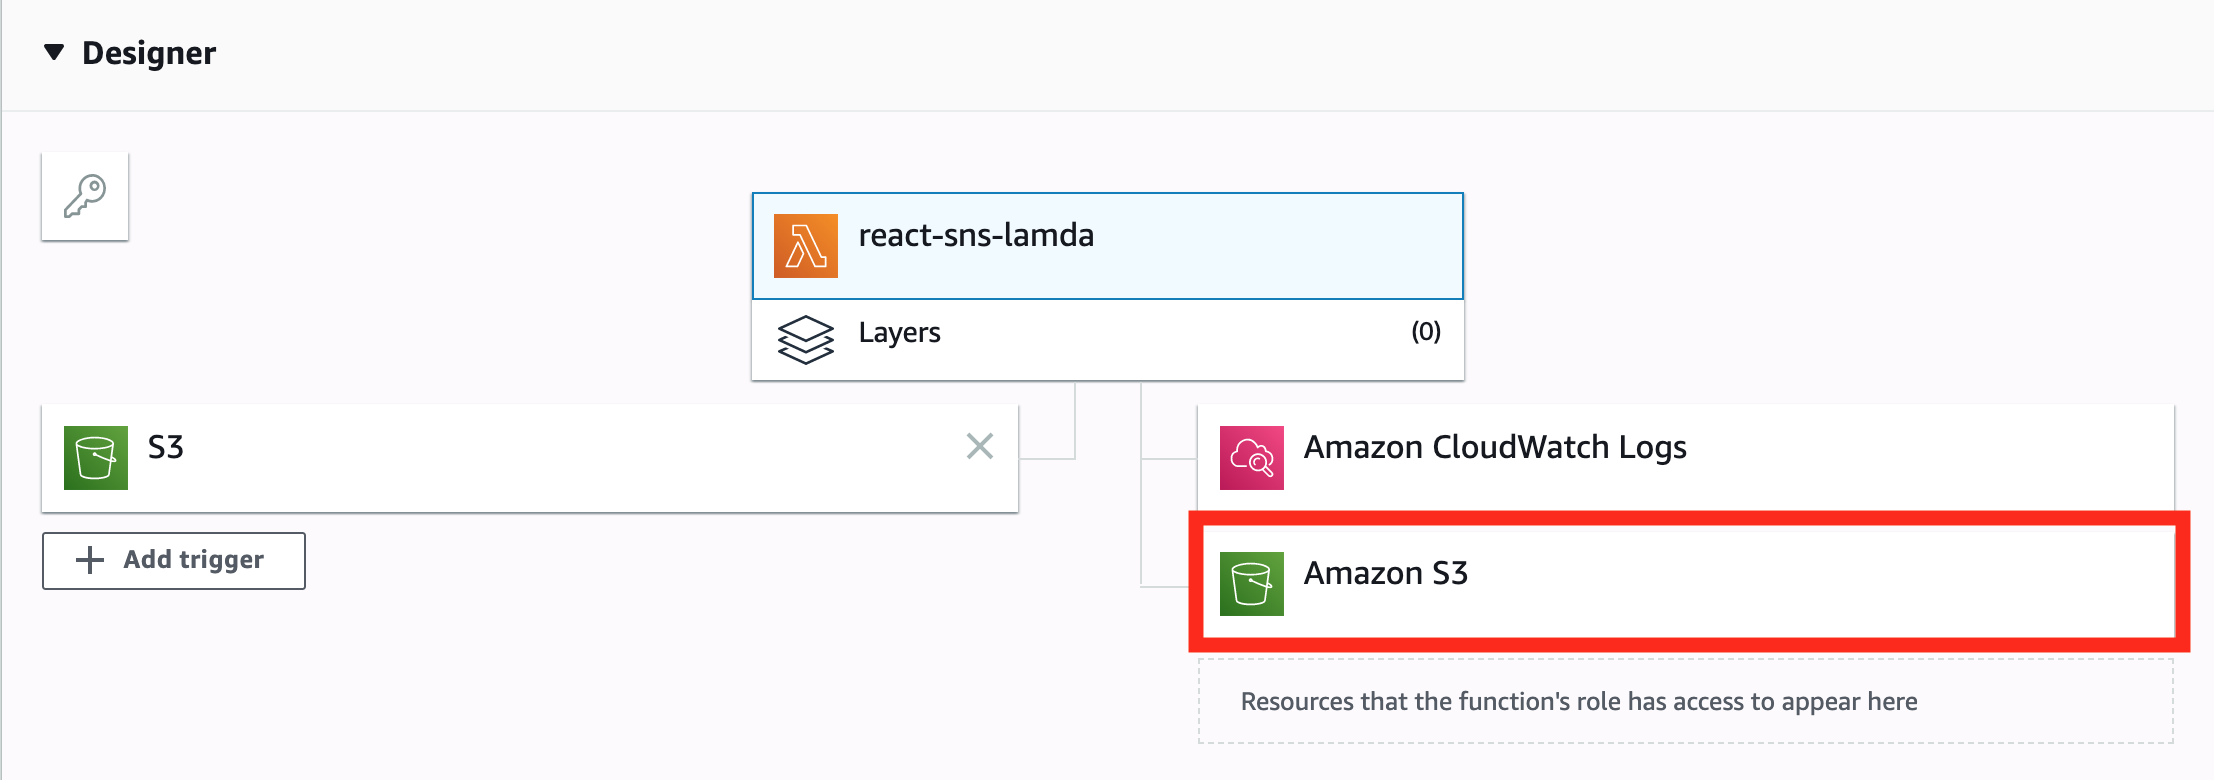 Designer
react-sns-lamda
Layers
(0)
S3
Add trigger
Amazon CloudWatch Logs
Amazon S3
Resources that the function's role has access to appear here